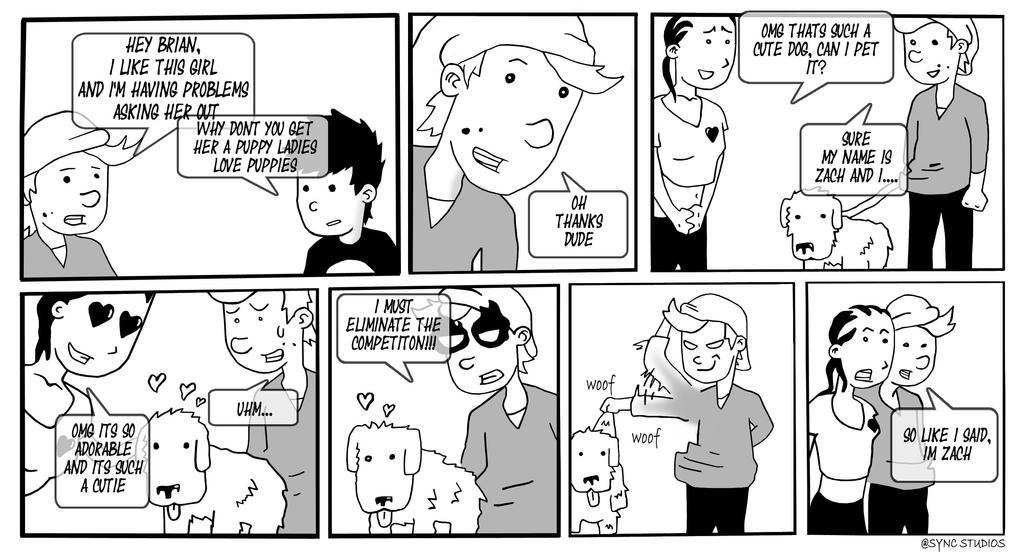 HEY BRIAN,
I LIKE THIS GIRL
AND I'M HAVING PROBLEMS
ASKING HER OUT
WHY DONT YOU GET
HER A PUPPY LADIES
LOVE PUPPIES
OH
THANKS
DUDE
OMG THATS SUCH A
CUTE DOG, CAN I PET
IT?
SURE
MY NAME IS
ZACH AND I....
OMG ITS SO
ADORABLE
AND ITS SUCH
A CUTIE
UHM...
I MUST
ELIMINATE THE
COMPETITON!!!
woof
woof
SO LIKE I SAID,
IM ZACH
@SYNC STUDIOS